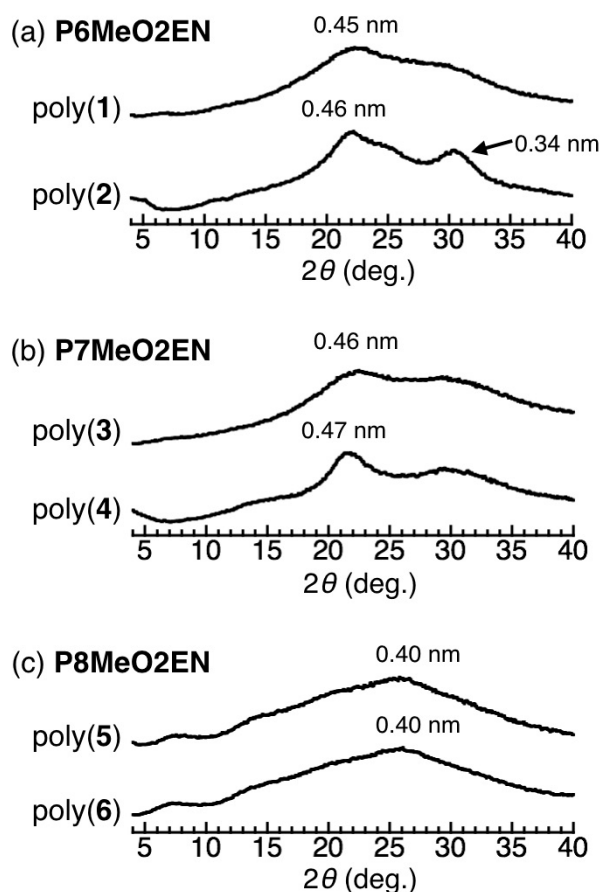 (a) P6MeO2EN
0.45 nm
poly(1)
0.46 nm
0.34 nm
poly(2)
5 10 15 20 25 30 35 40
2θ (deg.)
(b) P7MeO2EN
0.46 nm
poly(3)
0.47 nm
poly(4)
5 10 15 20 25 30 35 40
2θ (deg.)
(c) P8MeO2EN
0.40 nm
poly(5)
0.40 nm
poly(6)
5 10 15 20 25 30 35 40
2θ (deg.)